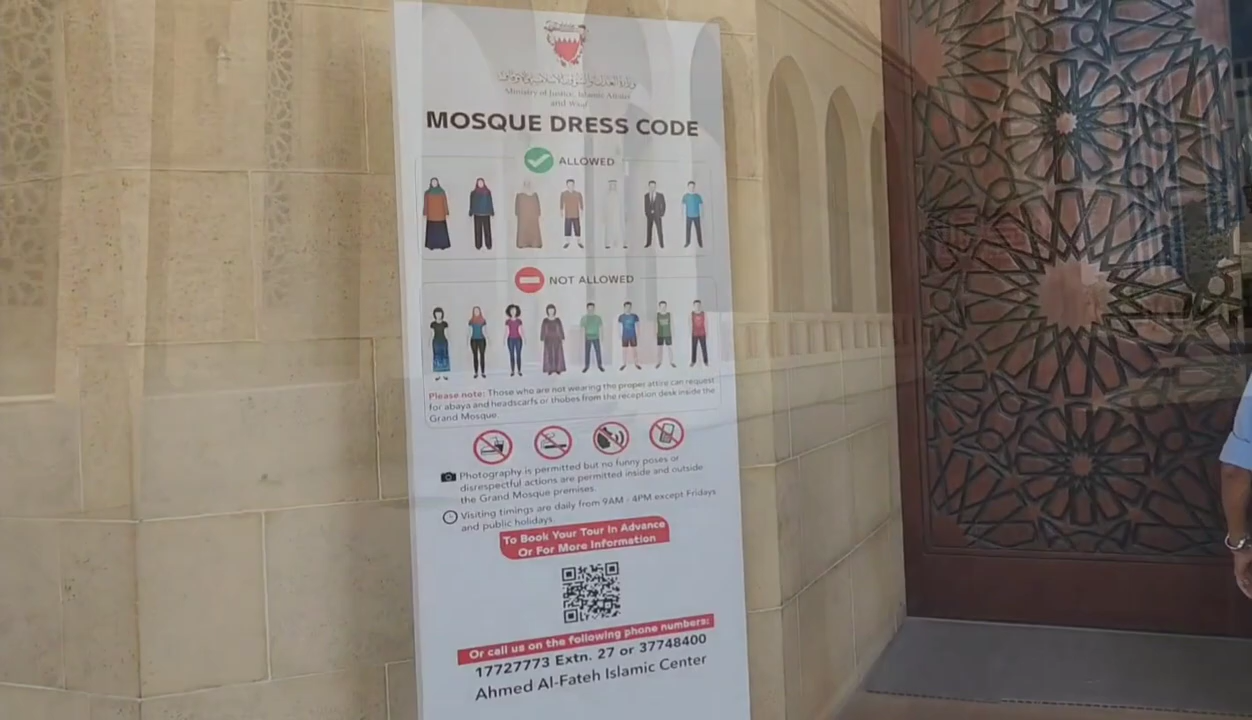 Ministry of Justice, Islamic Affairs
and Waqf
MOSQUE DRESS CODE
ALLOWED
NOT ALLOWED
Please note: Those who are not wearing the proper attire can request
for abaya and headscarfs or thobes from the reception desk inside the
Grand Mosque.
Photography is permitted but no funny poses or
disrespectful actions are permitted inside and outside
the Grand Mosque premises.
Visiting timings are daily from 9AM - 4PM except Fridays
and public holidays.
To Book Your Tour In Advance
Or For More Information
Or call us on the following phone numbers:
17727773 Extn. 27 or 37748400
Ahmed Al-Fateh Islamic Center